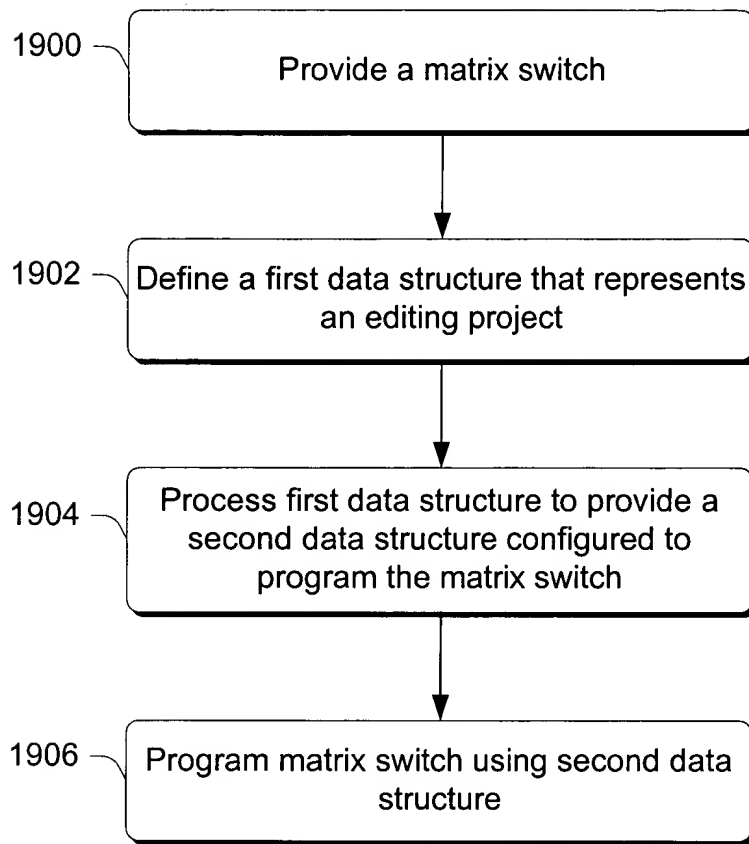 1900
Provide a matrix switch
1902
Define a first data structure that represents
an editing project
1904
Process first data structure to provide a
second data structure configured to
program the matrix switch
1906
Program matrix switch using second data
structure